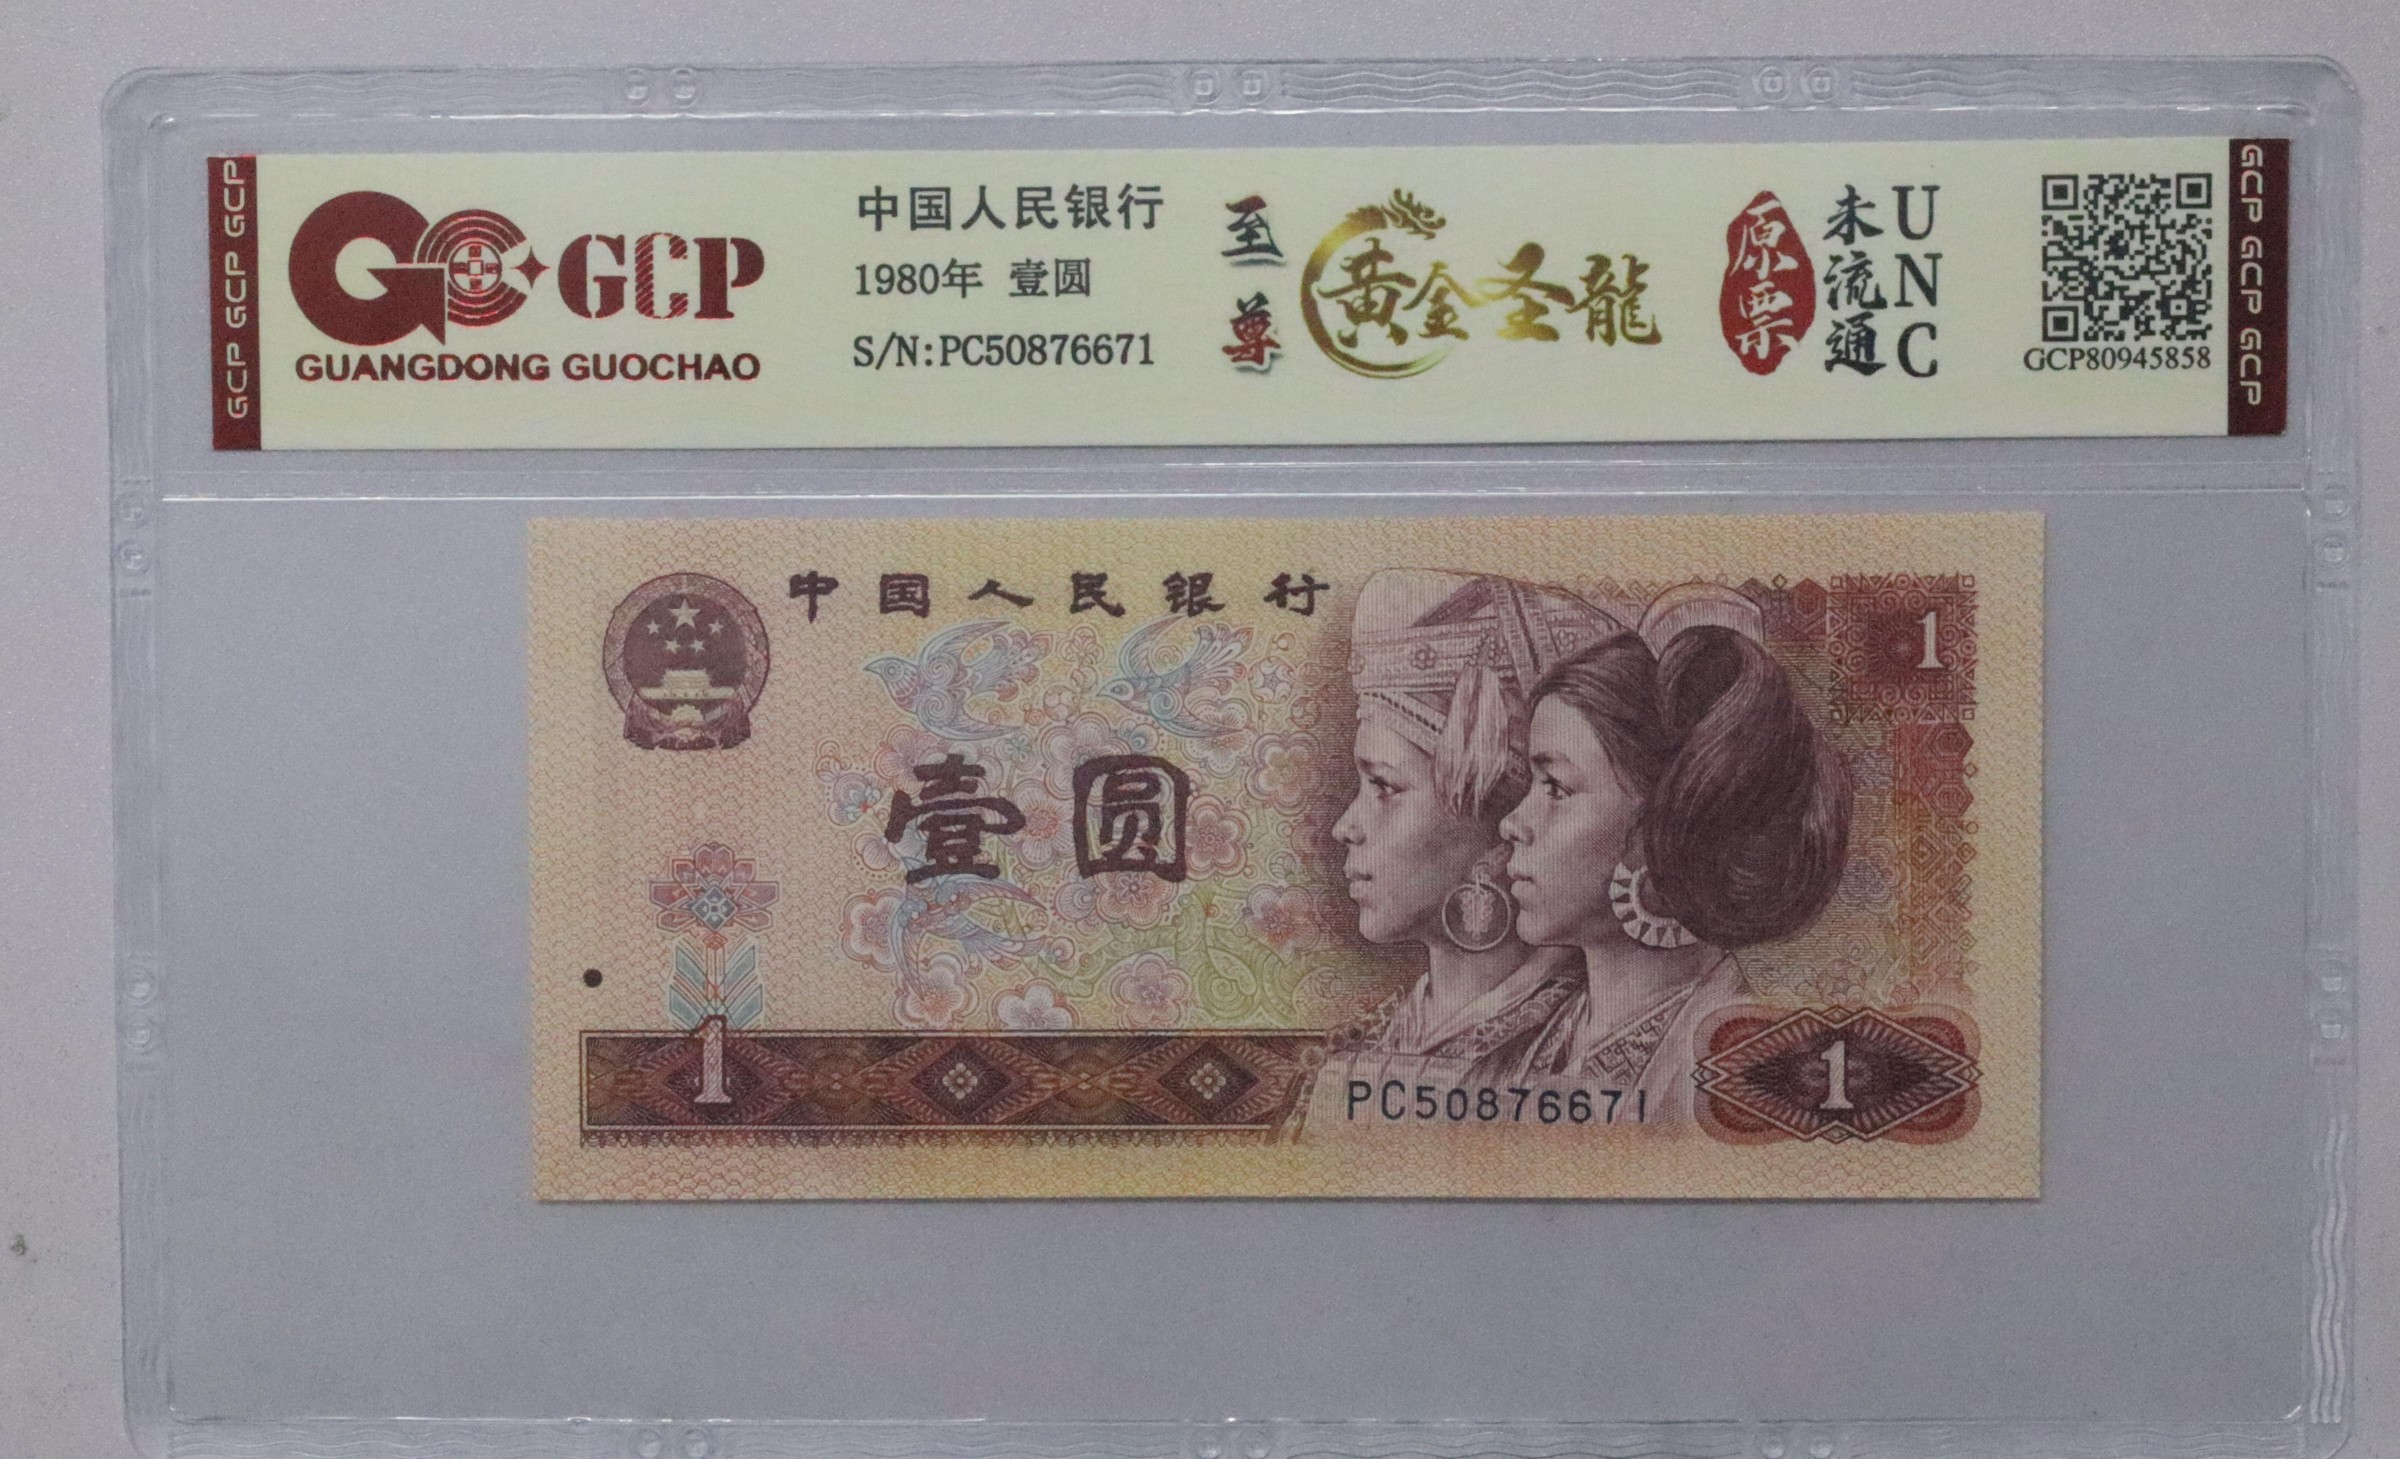 GCP GCP GCP
GCP
GUANGDONG GUOCHAO
中国人民银行
1980年 壹圆
S/N:PC50876671
至尊
黄金圣龍
原票
未流通
UNC
GCP80945858
GCP GCP GCP
中国人民银行
1
壹圆
1
PC50876671
1